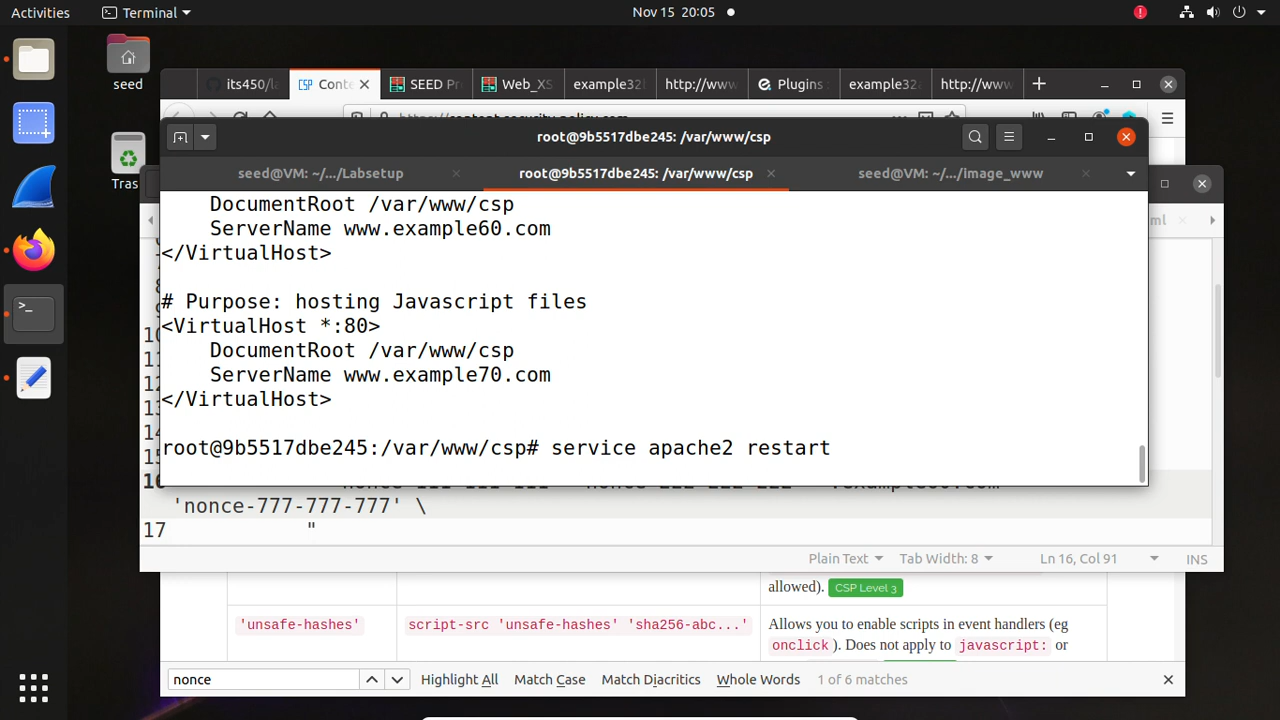 Activities
Terminal
Nov 15 20:05
seed
Tras
its450/la
CSP
Conte
SEED Pr
Web_XS
example32
http://www
Plugins
example32
http://www
root@9b5517dbe245: /var/www/csp
seed@VM: ~/.../Labsetup
root@9b5517dbe245: /var/www/csp
seed@VM: ~/.../image_www
DocumentRoot /var/www/csp
ServerName www.example60.com
</VirtualHost>
# Purpose: hosting Javascript files
<VirtualHost *:80>
DocumentRoot /var/www/csp
ServerName www.example70.com
</VirtualHost>
root@9b5517dbe245:/var/www/csp# service apache2 restart
'nonce-777-777-777' \
17 "
Plain Text
Tab Width: 8
Ln 16, Col 91
INS
allowed). CSP Level 3
'unsafe-hashes'
script-src 'unsafe-hashes' 'sha256-abc...'
Allows you to enable scripts in event handlers (eg
onclick). Does not apply to javascript: or
nonce
Highlight All
Match Case
Match Diacritics
Whole Words
1 of 6 matches